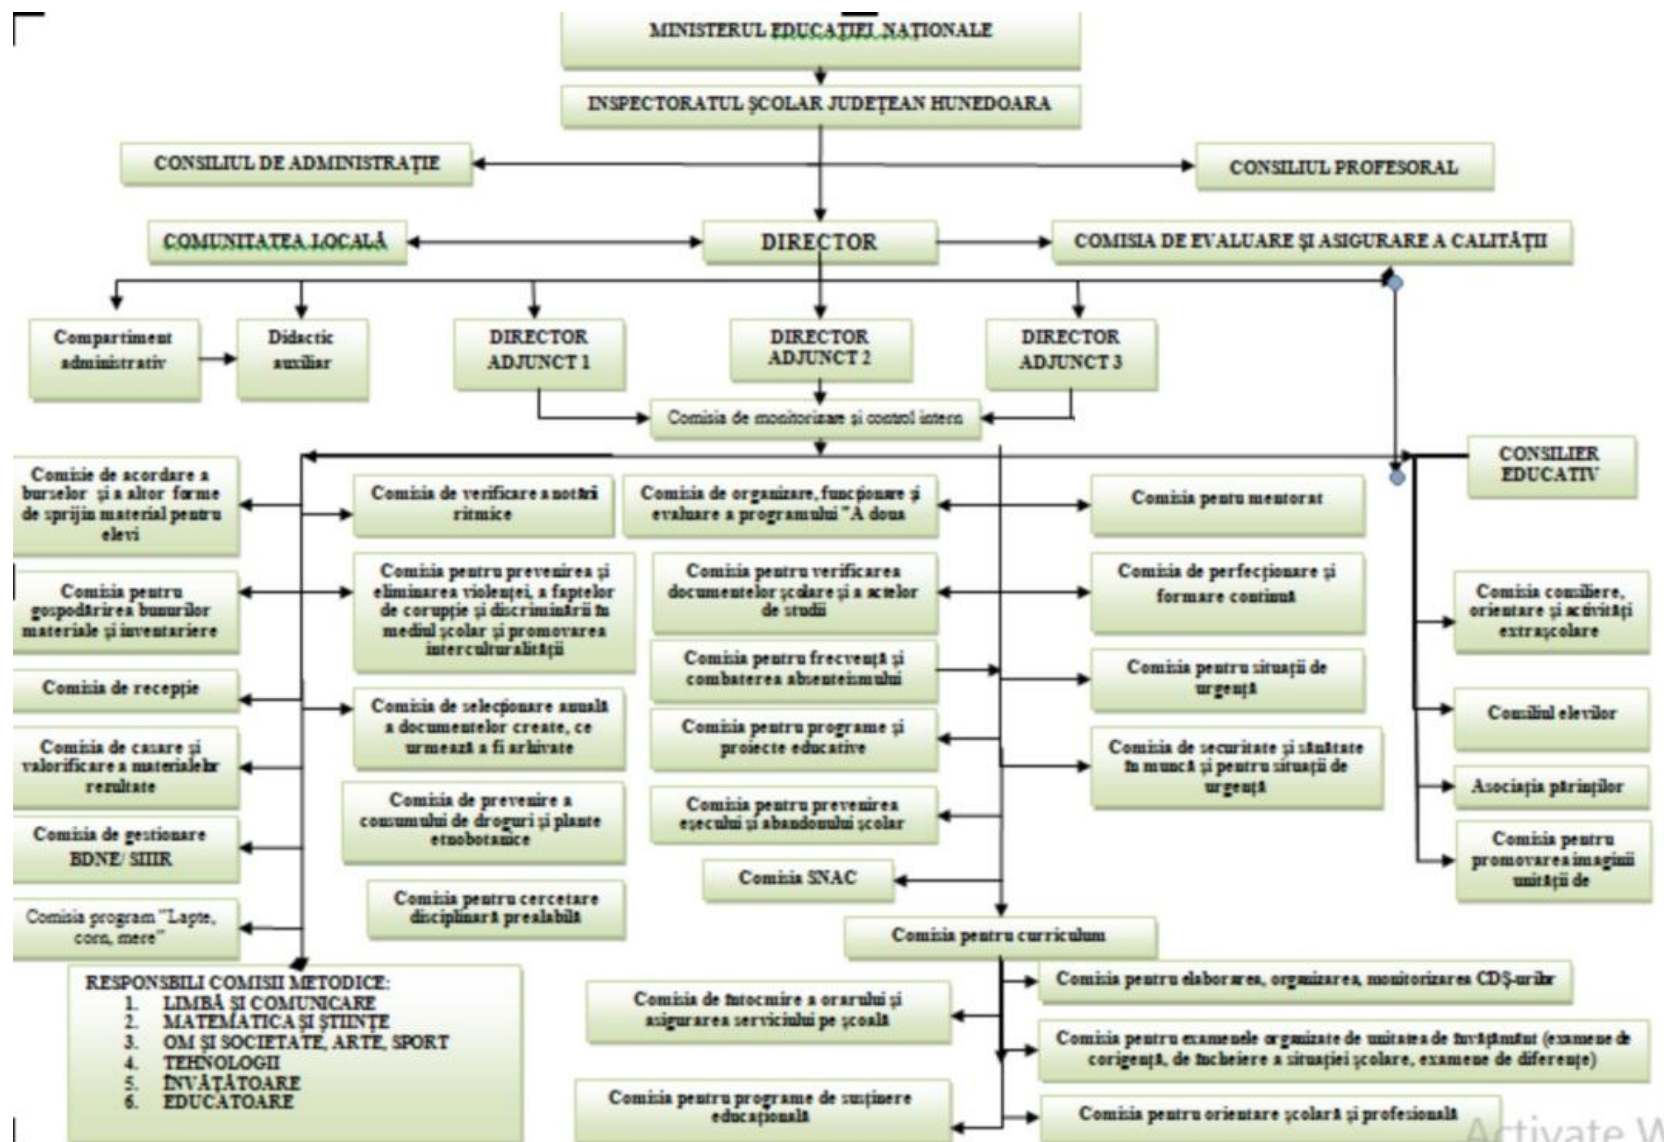 MINISTERUL EDUCAȚIEI NAȚIONALE
INSPECTORATUL ȘCOLAR JUDEȚEAN HUNEDOARA
CONSILIUL DE ADMINISTRAȚIE
CONSILIUL PROFESORAL
COMUNITATEA LOCALĂ
DIRECTOR
COMISIA DE EVALUARE ȘI ASIGURARE A CALITĂȚII
Compartiment
administrativ
Didactic
auxiliar
DIRECTOR
ADJUNCT 1
DIRECTOR
ADJUNCT 2
DIRECTOR
ADJUNCT 3
Comisia de monitorizare și control intern
CONSILIER
EDUCATIV
Comisie de acordare a
burselor și a altor forme
de sprijin material pentru
elevi
Comisia de verificare a notării
ritmice
Comisia de organizare, funcționare și
evaluare a programului "A doua
Comisia pentu mentorat
Comisia pentru
gospodărirea bunurilor
materiale și inventariere
Comisia pentru prevenirea și
eliminarea violenței, a faptelor
de corupție și discriminării în
mediul școlar și promovarea
interculturalității
Comisia pentru verificarea
documentelor școlare și a actelor
de studii
Comisia de perfecționare și
formare continuă
Comisia consiliere,
orientare și activități
extrașcolare
Comisia de recepție
Comisia de selecționare anuală
a documentelor create, ce
urmează a fi arhivate
Comisia pentru frecvență și
combaterea absenteismului
Comisia pentru situații de
urgență
Consiliul elevilor
Comisia de casare și
valorificare a materialelor
rezultate
Comisia pentru programe și
proiecte educative
Comisia de securitate și sănătate
în muncă și pentru situații de
urgență
Asociația părinților
Comisia de gestionare
BDNE/ SIIIR
Comisia de prevenire a
consumului de droguri și plante
etnobotanice
Comisia pentru prevenirea
eșecului și abandonului școlar
Comisia pentru
promovarea imaginii
unității de
Comisia program "Lapte,
corn, mere"
Comisia pentru cercetare
disciplinară prealabilă
Comisia SNAC
Comisia pentru curriculum
RESPONSBILI COMISII METODICE:
1. LIMBĂ ȘI COMUNICARE
2. MATEMATICA ȘI ȘTIINȚE
3. OM ȘI SOCIETATE, ARTE, SPORT
4. TEHNOLOGII
5. ÎNVĂȚĂTOARE
6. EDUCATOARE
Comisia de întocmire a orarului și
asigurarea serviciului pe școală
Comisia pentru elaborarea, organizarea, monitorizarea CDȘ-urilor
Comisia pentru examenele organizate de unitatea de învățământ (examene de
corigență, de încheiere a situației școlare, examene de diferențe)
Comisia pentru programe de susținere
educațională
Comisia pentru orientare școlară și profesională
Activate W